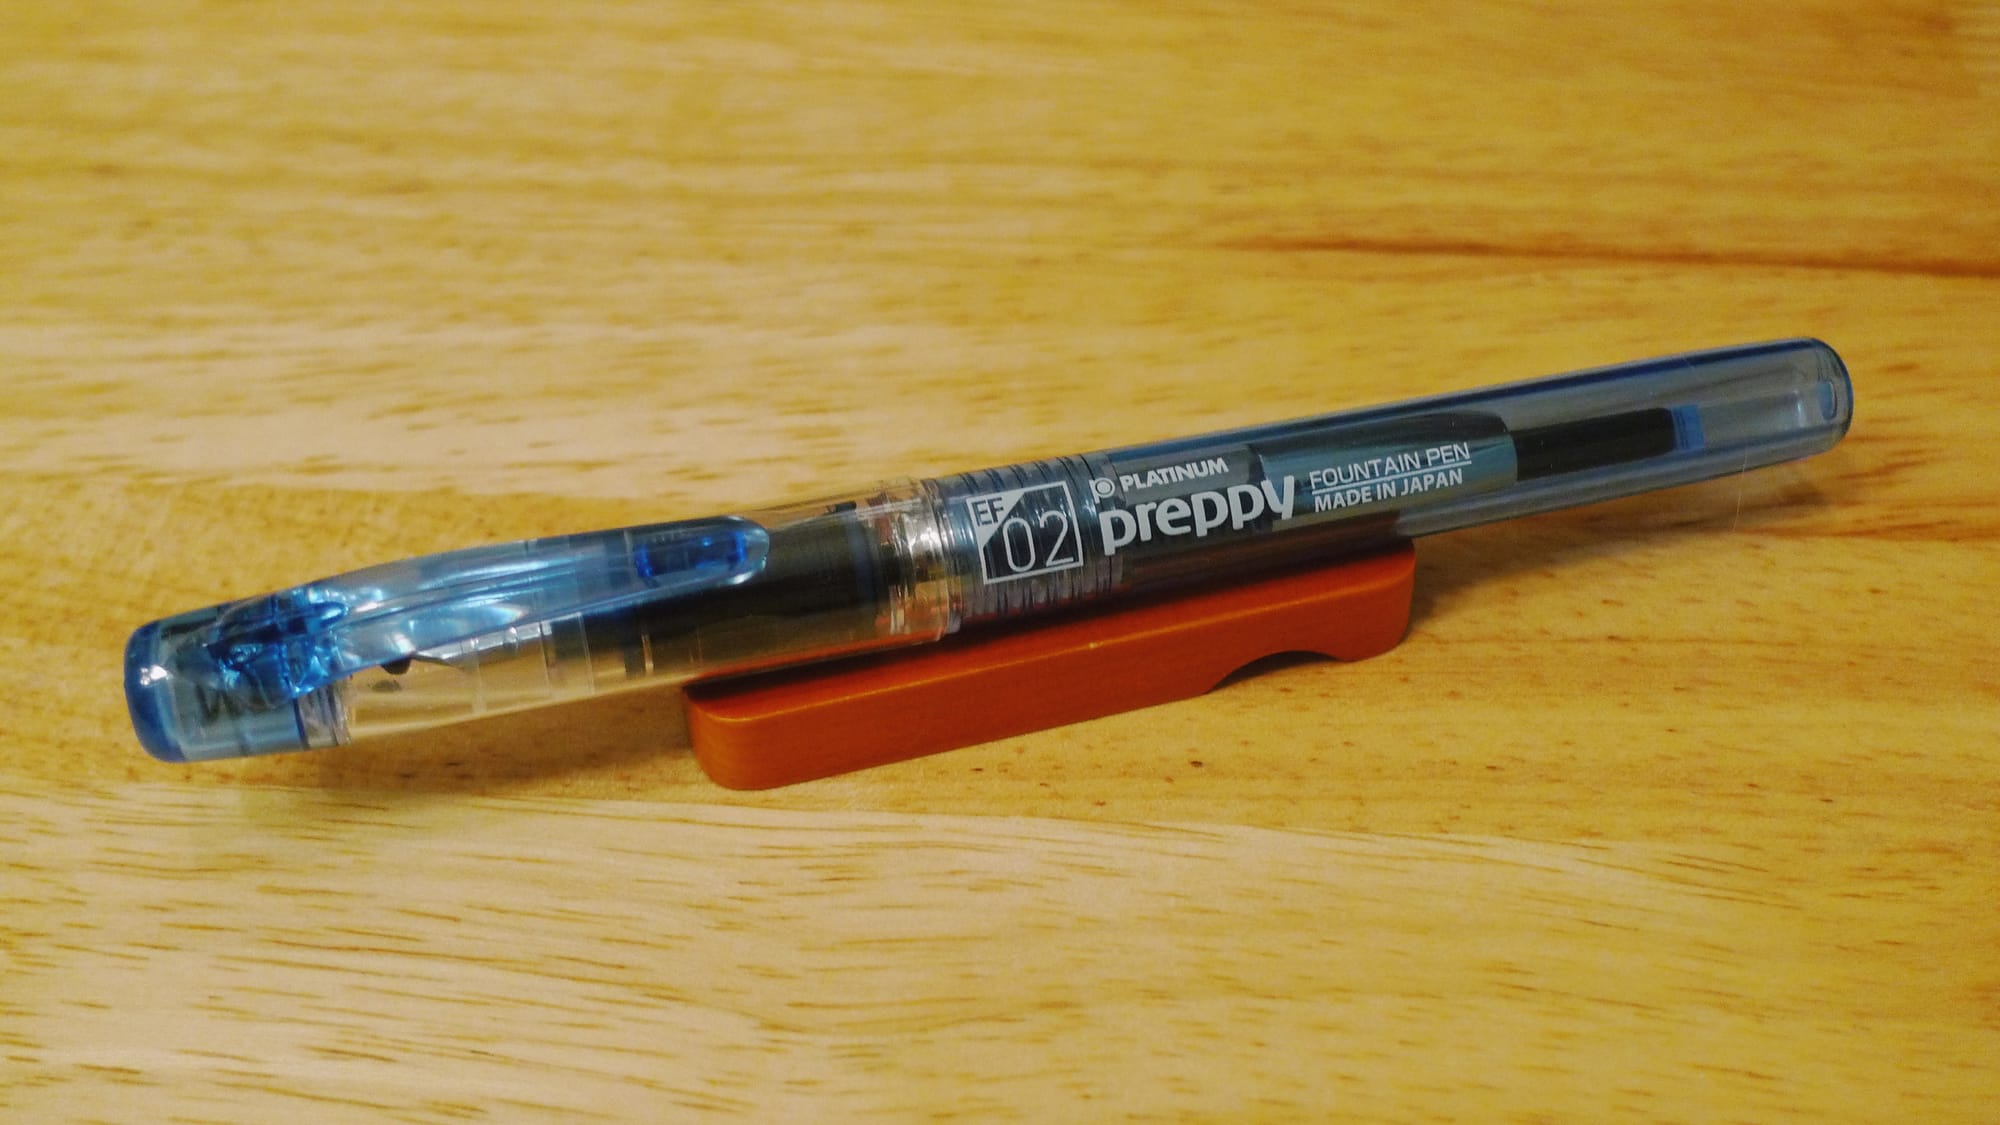 EF
02
PLATINUM
preppy
FOUNTAIN PEN
MADE IN JAPAN